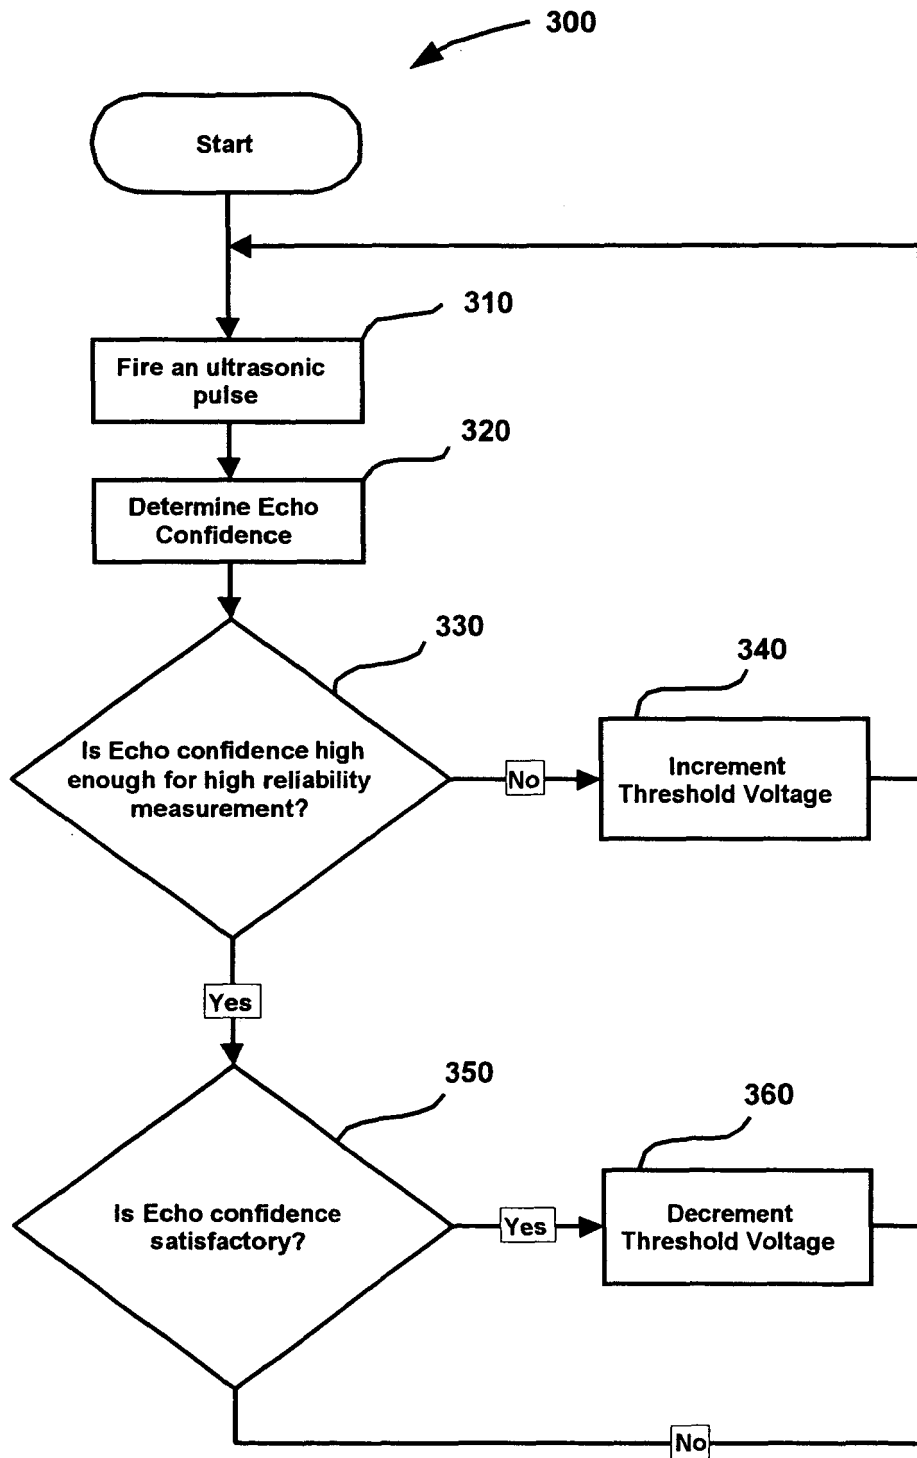 300
Start
310
Fire an ultrasonic
pulse
320
Determine Echo
Confidence
330
Is Echo confidence high
enough for high reliability
measurement?
No
340
Increment
Threshold Voltage
Yes
350
Is Echo confidence
satisfactory?
Yes
360
Decrement
Threshold Voltage
No